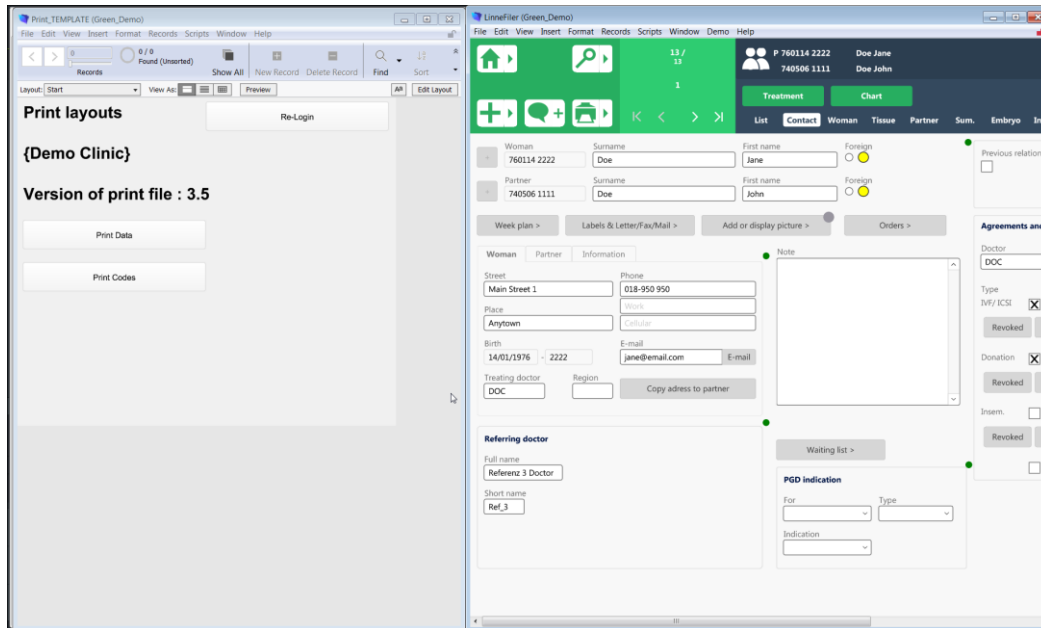 Print_TEMPLATE (Green_Demo)
File Edit View Insert Format Records Scripts Window Help
0
0 / 0
Found (Unsorted)
Records
Show All New Record Delete Record Find Sort
Layout: Start View As: Preview Aa Edit Layout
Print layouts
Re-Login
{Demo Clinic}
Version of print file : 3.5
Print Data
Print Codes
LinneFiler (Green_Demo)
File Edit View Insert Format Records Scripts Window Demo Help
13 /
13
1
P 760114 2222 Doe Jane
740506 1111 Doe John
Treatment Chart
List Contact Woman Tissue Partner Sum. Embryo In
Woman Surname First name Foreign
760114 2222 Doe Jane
Partner Surname First name Foreign
740506 1111 Doe John
Previous relation
Week plan > Labels & Letter/Fax/Mail > Add or display picture > Orders >
Woman Partner Information
Street Phone
Main Street 1 018-950 950
Work
Place
Anytown Cellular
Birth E-mail
14/01/1976 - 2222 jane@email.com E-mail
Treating doctor Region
DOC Copy adress to partner
Note
Agreements and
Doctor
DOC
Type
IVF/ ICSI
Revoked
Donation
Revoked
Insem.
Revoked
Referring doctor
Full name
Referenz 3 Doctor
Short name
Ref_3
Waiting list >
PGD indication
For Type
Indication